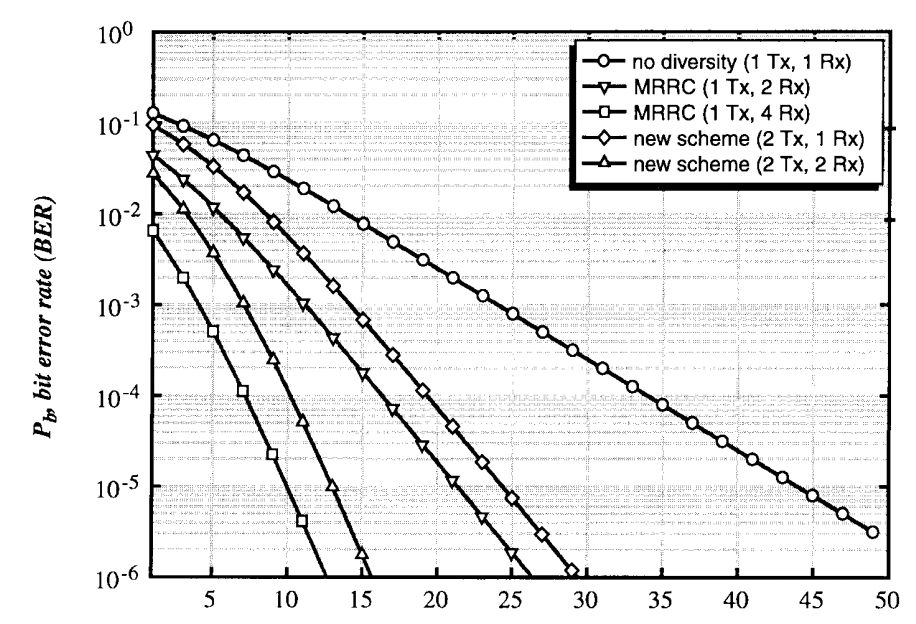 10^0
10^-1
10^-2
10^-3
10^-4
10^-5
10^-6
P_b, bit error rate (BER)
no diversity (1 Tx, 1 Rx)
MRRC (1 Tx, 2 Rx)
MRRC (1 Tx, 4 Rx)
new scheme (2 Tx, 1 Rx)
new scheme (2 Tx, 2 Rx)
5 10 15 20 25 30 35 40 45 50